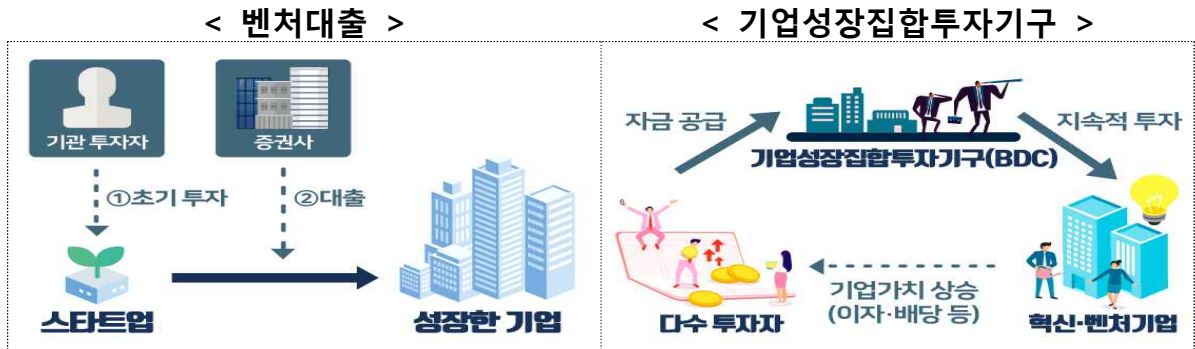 < 벤처대출 >
기관 투자자
증권사
①초기 투자
②대출
스타트업
성장한 기업
< 기업성장집합투자기구 >
자금 공급
지속적 투자
기업성장집합투자기구(BDC)
기업가치 상승
(이자·배당 등)
다수 투자자
혁신·벤처기업